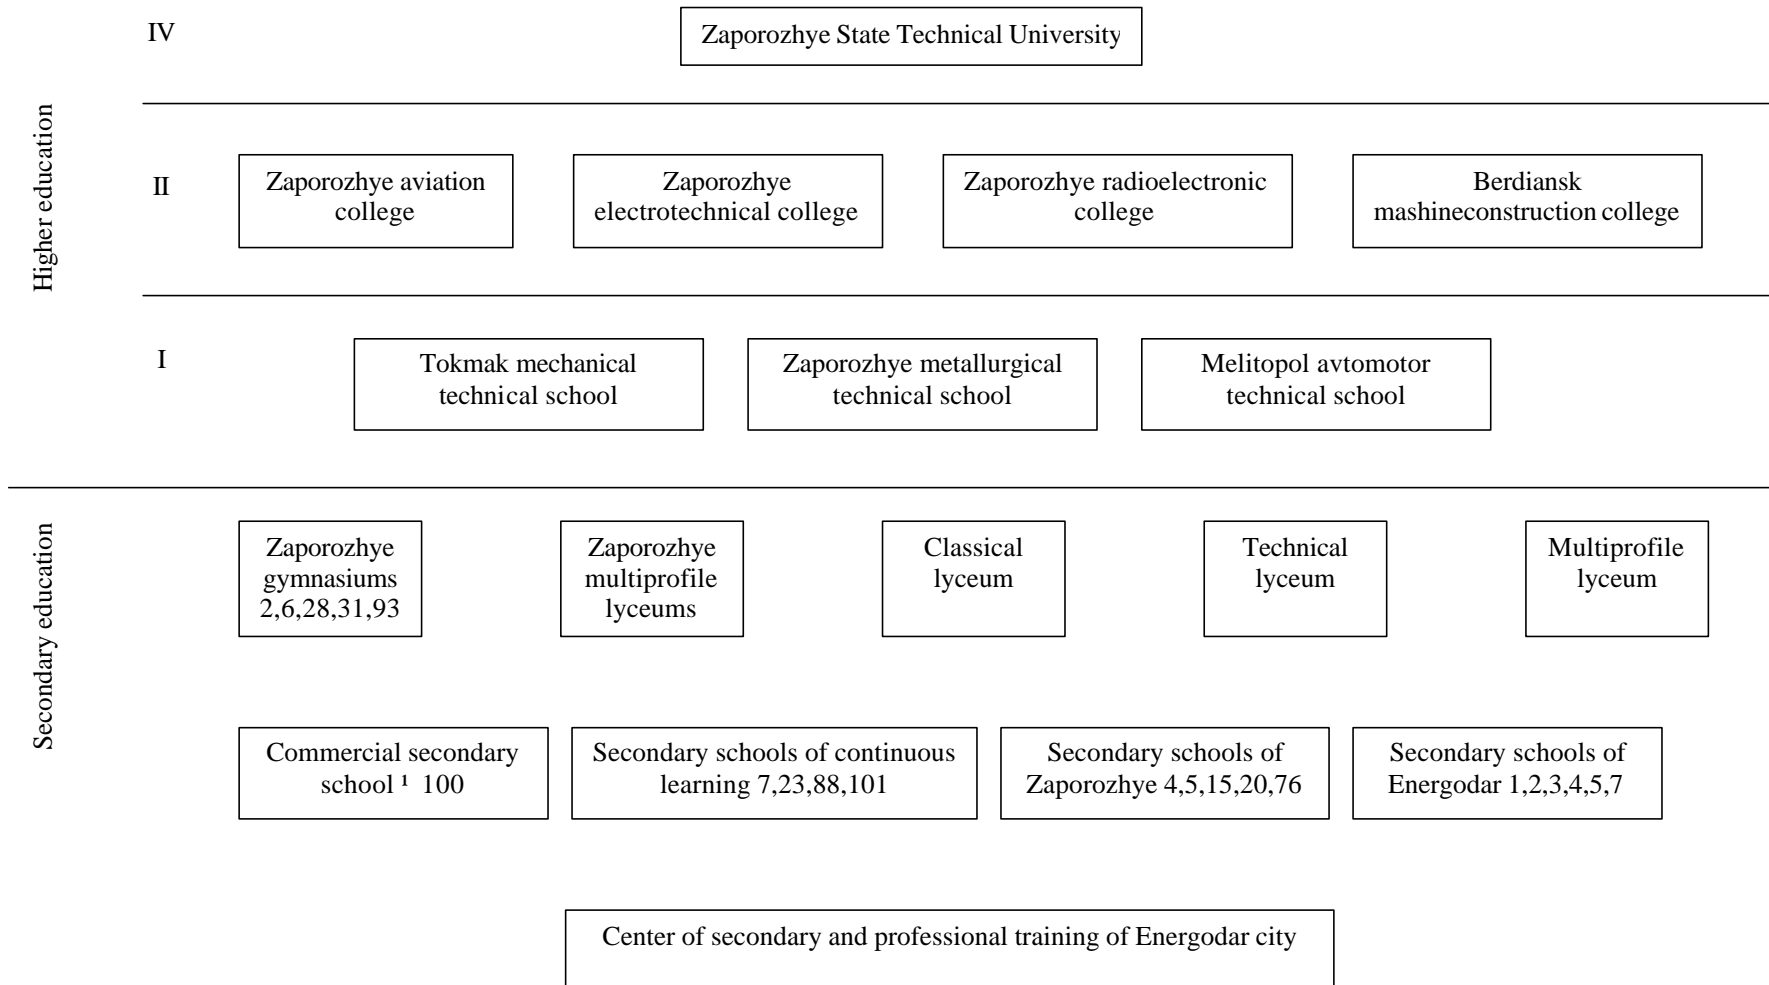 IV
Zaporozhye State Technical University
Higher education
II
Zaporozhye aviation
college
Zaporozhye
electrotechnical college
Zaporozhye radioelectronic
college
Berdiansk
mashineconstruction college
I
Tokmak mechanical
technical school
Zaporozhye metallurgical
technical school
Melitopol avtomotor
technical school
Secondary education
Zaporozhye
gymnasiums
2,6,28,31,93
Zaporozhye
multiprofile
lyceums
Classical
lyceum
Technical
lyceum
Multiprofile
lyceum
Commercial secondary
school ¹ 100
Secondary schools of continuous
learning 7,23,88,101
Secondary schools of
Zaporozhye 4,5,15,20,76
Secondary schools of
Energodar 1,2,3,4,5,7
Center of secondary and professional training of Energodar city